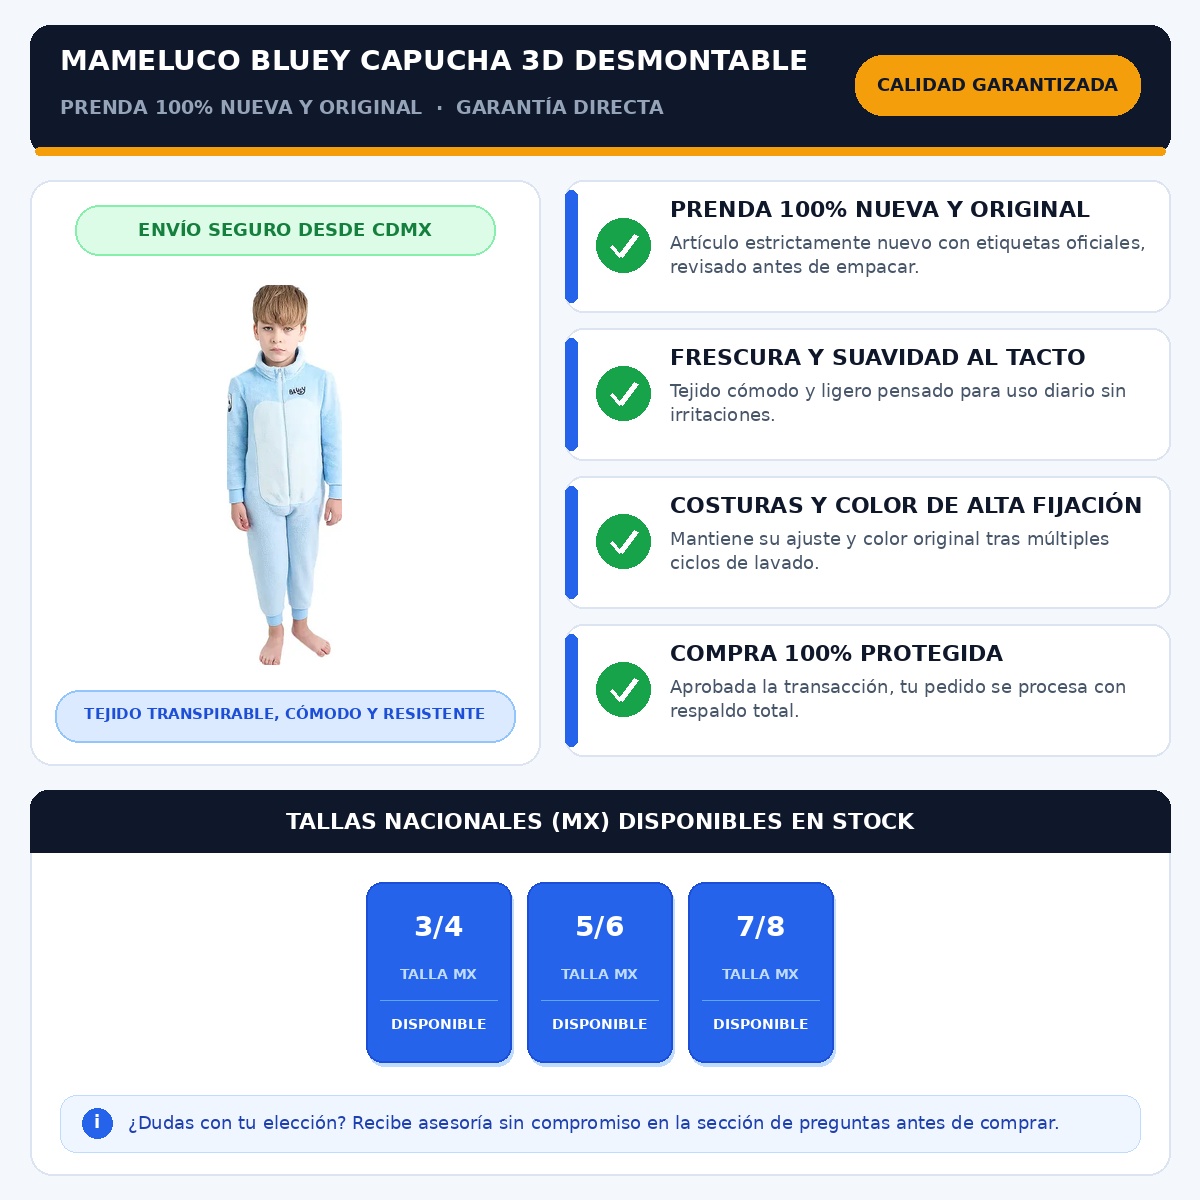 MAMELUCO BLUEY CAPUCHA 3D DESMONTABLE
PRENDA 100% NUEVA Y ORIGINAL · GARANTÍA DIRECTA
CALIDAD GARANTIZADA
ENVÍO SEGURO DESDE CDMX
BLUEY
TEJIDO TRANSPIRABLE, CÓMODO Y RESISTENTE
PRENDA 100% NUEVA Y ORIGINAL
Artículo estrictamente nuevo con etiquetas oficiales,
revisado antes de empacar.
FRESCURA Y SUAVIDAD AL TACTO
Tejido cómodo y ligero pensado para uso diario sin
irritaciones.
COSTURAS Y COLOR DE ALTA FIJACIÓN
Mantiene su ajuste y color original tras múltiples
ciclos de lavado.
COMPRA 100% PROTEGIDA
Aprobada la transacción, tu pedido se procesa con
respaldo total.
TALLAS NACIONALES (MX) DISPONIBLES EN STOCK
3/4
TALLA MX
DISPONIBLE
5/6
TALLA MX
DISPONIBLE
7/8
TALLA MX
DISPONIBLE
i
¿Dudas con tu elección? Recibe asesoría sin compromiso en la sección de preguntas antes de comprar.